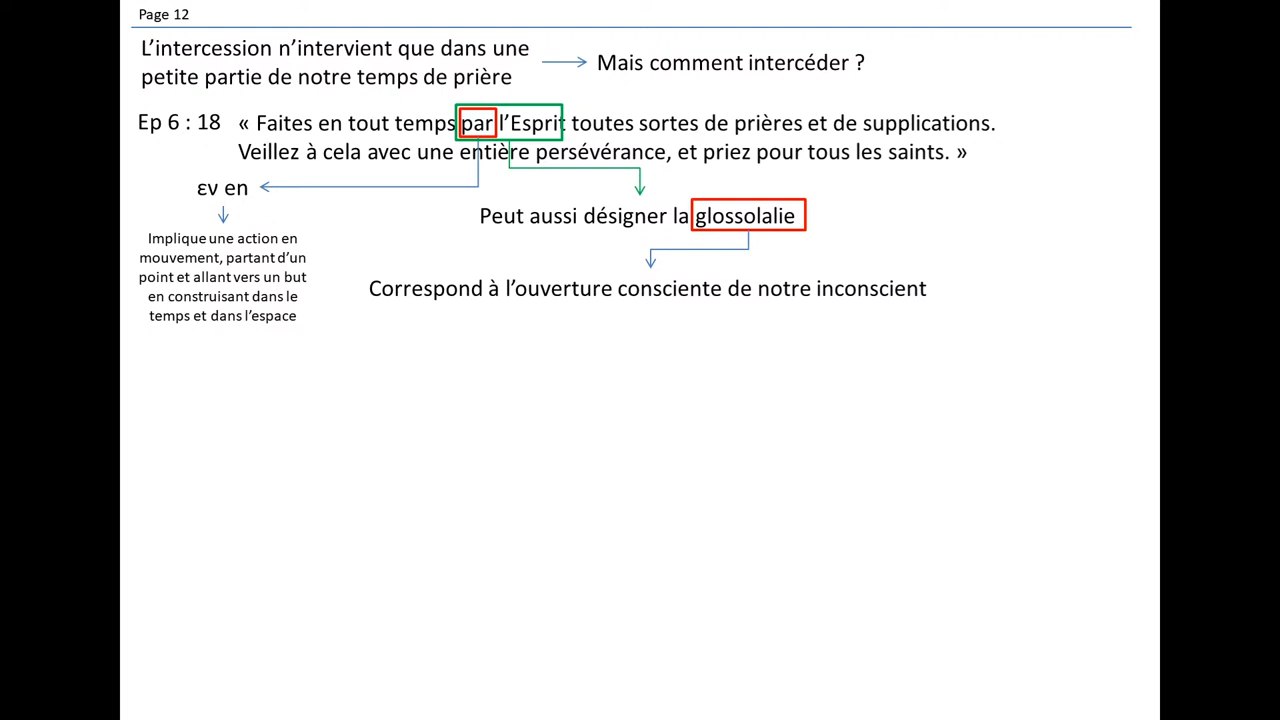 Page 12
L’intercession n’intervient que dans une
petite partie de notre temps de prière
Mais comment intercéder ?
Ep 6 : 18 « Faites en tout temps par l’Esprit toutes sortes de prières et de supplications.
Veillez à cela avec une entière persévérance, et priez pour tous les saints. »
εν en
Peut aussi désigner la glossolalie
Implique une action en
mouvement, partant d’un
point et allant vers un but
en construisant dans le
temps et dans l’espace
Correspond à l’ouverture consciente de notre inconscient